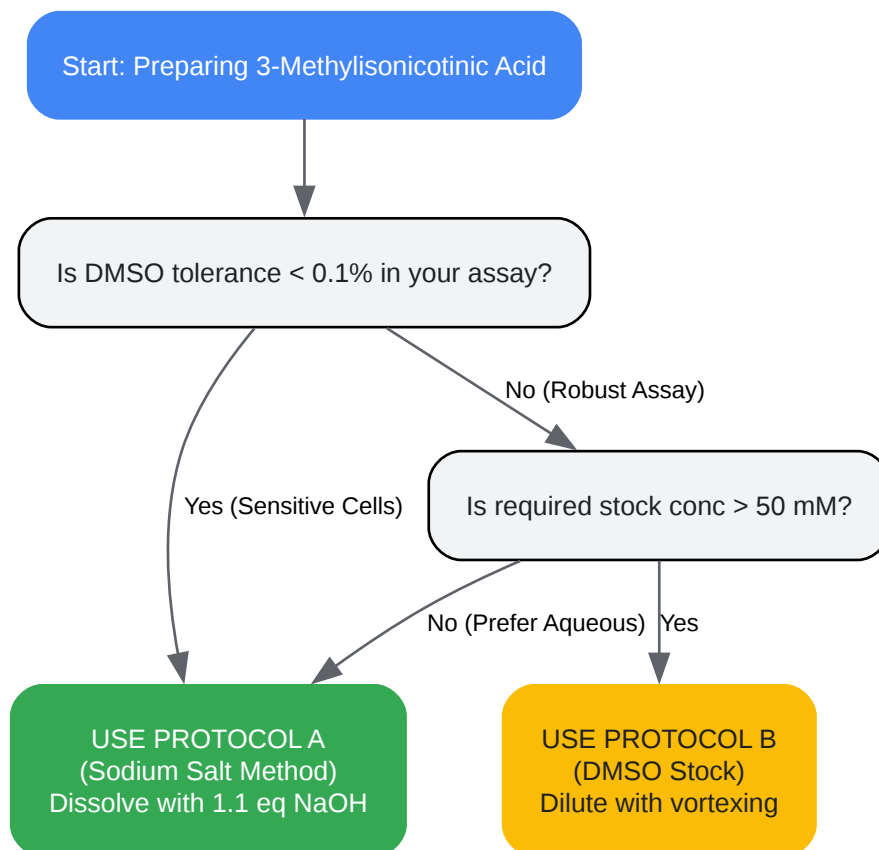 Start: Preparing 3-Methylisonicotinic Acid
Is DMSO tolerance < 0.1% in your assay?
No (Robust Assay)
Yes (Sensitive Cells)
Is required stock conc > 50 mM?
No (Prefer Aqueous)
Yes
USE PROTOCOL A
(Sodium Salt Method)
Dissolve with 1.1 eq NaOH
USE PROTOCOL B
(DMSO Stock)
Dilute with vortexing